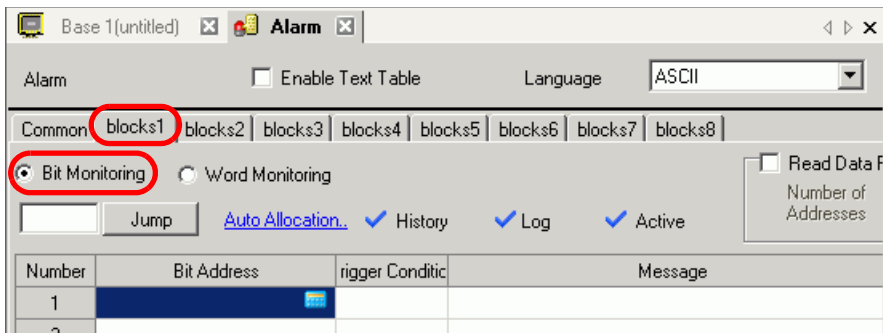 Base 1(untitled) Alarm
Alarm Enable Text Table Language ASCII
Common blocks1 blocks2 blocks3 blocks4 blocks5 blocks6 blocks7 blocks8
Bit Monitoring Word Monitoring Read Data
Jump Auto Allocation.. History Log Active Number of
Addresses
Number Bit Address rigger Conditic Message
1